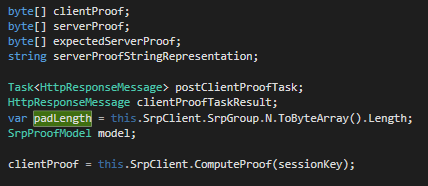 byte[] clientProof;
byte[] serverProof;
byte[] expectedServerProof;
string serverProofStringRepresentation;
Task<HttpResponseMessage> postClientProofTask;
HttpResponseMessage clientProofTaskResult;
var padLength = this.SrpClient.SrpGroup.N.ToByteArray().Length;
SrpProofModel model;
clientProof = this.SrpClient.ComputeProof(sessionKey);